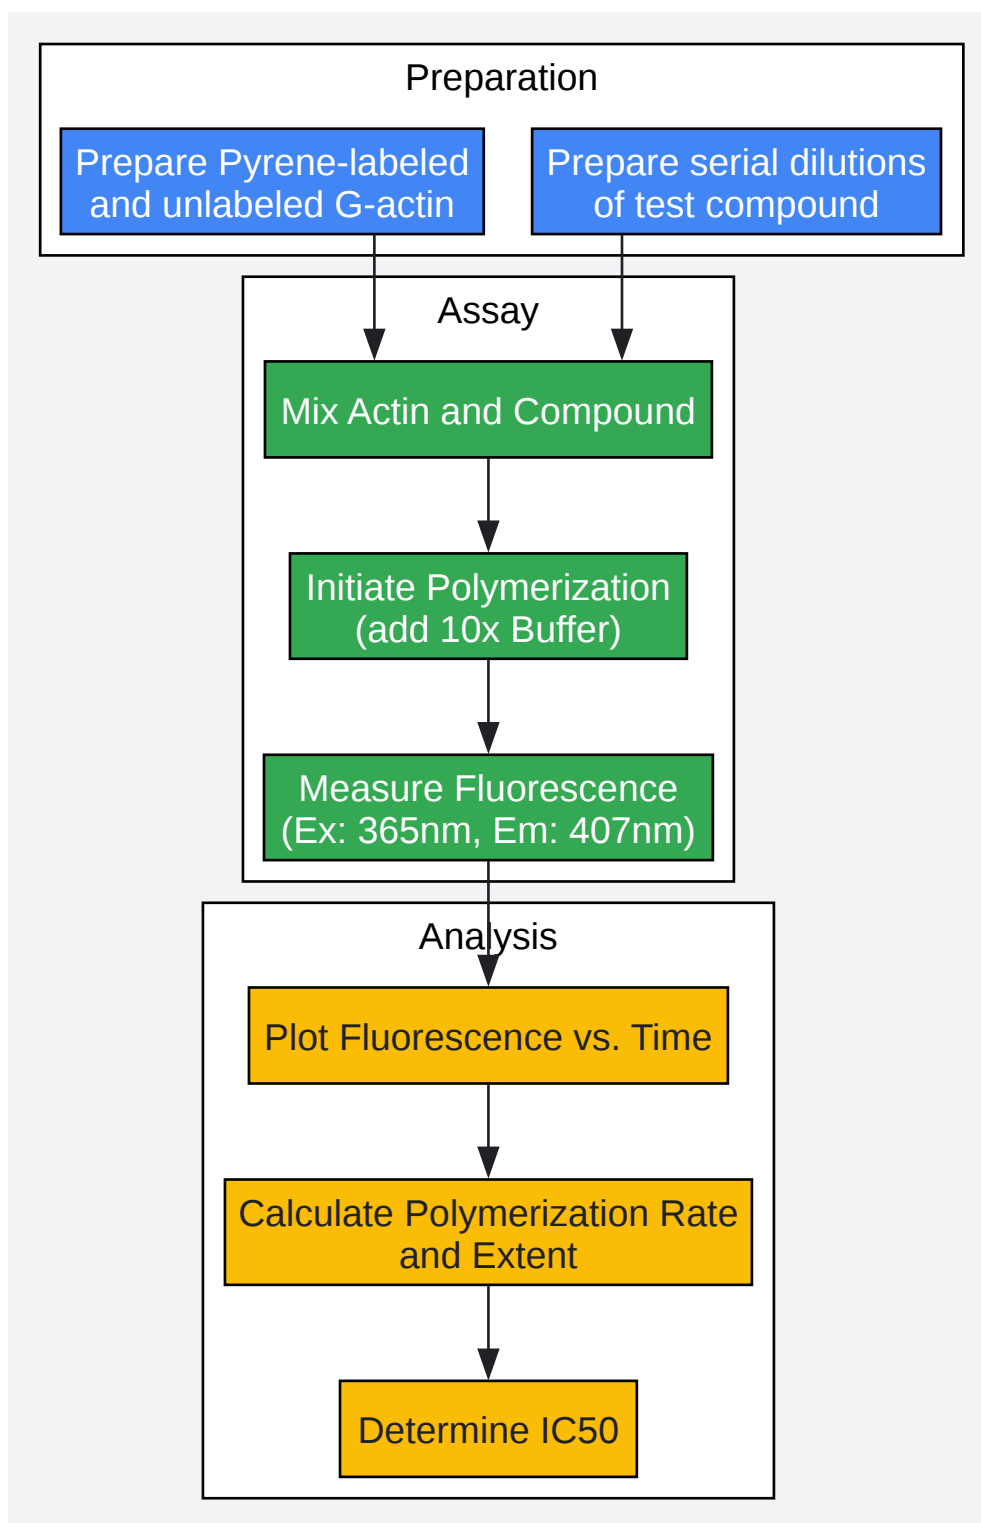 Preparation
Prepare Pyrene-labeled
and unlabeled G-actin
Prepare serial dilutions
of test compound
Assay
Mix Actin and Compound
Initiate Polymerization
(add 10x Buffer)
Measure Fluorescence
(Ex: 365nm, Em: 407nm)
Analysis
Plot Fluorescence vs. Time
Calculate Polymerization Rate
and Extent
Determine IC50